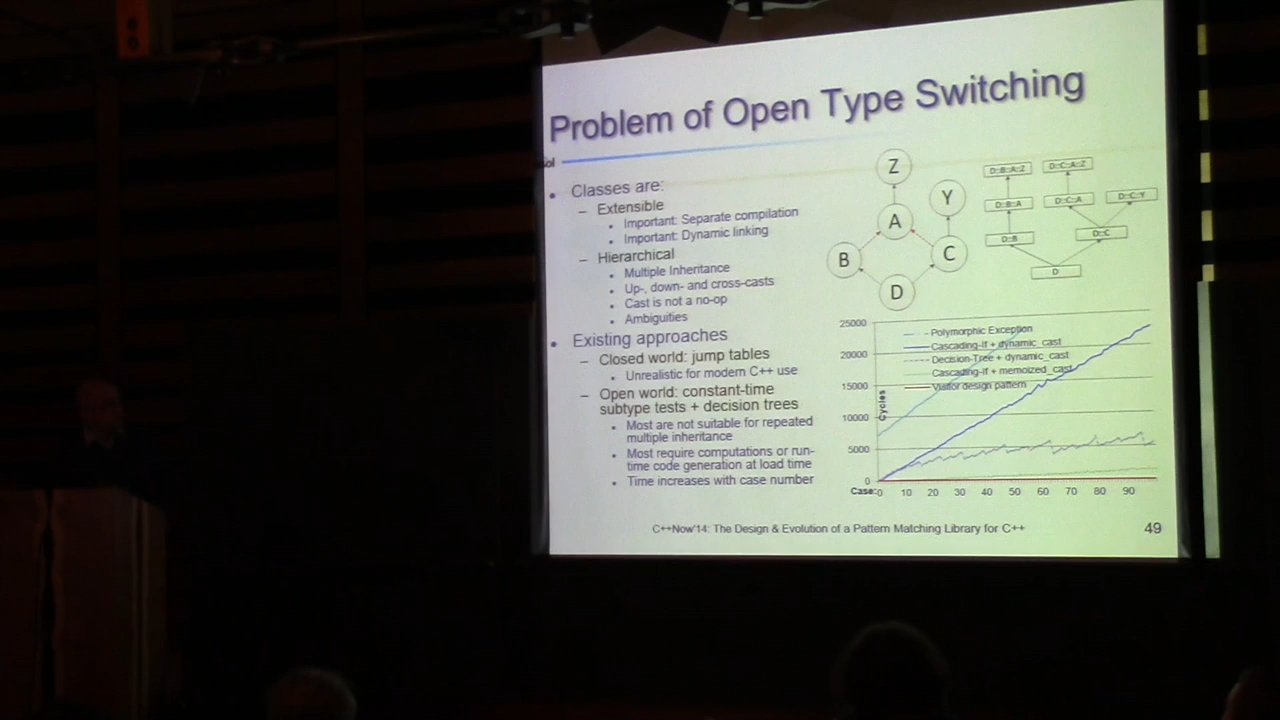 Problem of Open Type Switching
• Classes are:
– Extensible
• Important: Separate compilation
• Important: Dynamic linking
– Hierarchical
• Multiple Inheritance
• Up-, down- and cross-casts
• Cast is not a no-op
• Ambiguities
• Existing approaches
– Closed world: jump tables
• Unrealistic for modern C++ use
– Open world: constant-time
subtype tests + decision trees
• Most are not suitable for repeated
multiple inheritance
• Most require computations or run-
time code generation at load time
• Time increases with case number
Z
A
Y
B
C
D
D::B::A::Z
D::C::A::Z
D::B::A
D::C::A
D::C::Y
D::B
D::C
D
25000
20000
15000
10000
5000
0
Cycles
Polymorphic Exception
Cascading-If + dynamic_cast
Decision-Tree + dynamic_cast
Cascading-If + memoized_cast
Visitor design pattern
Case: 0 10 20 30 40 50 60 70 80 90
C++Now'14: The Design & Evolution of a Pattern Matching Library for C++
49